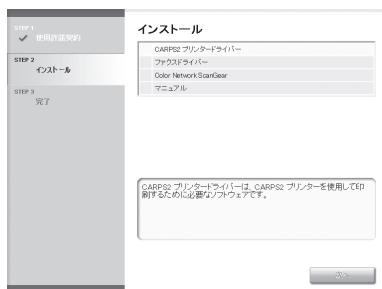 STEP 1
使用許諾契約
STEP 2
インストール
STEP 3
完了
インストール
CARPS2 プリンタードライバー
ファクスドライバー
Color Network ScanGear
マニュアル
CARPS2 プリンタードライバーは、CARPS2 プリンターを使用して印
刷するために必要なソフトウェアです。
次へ